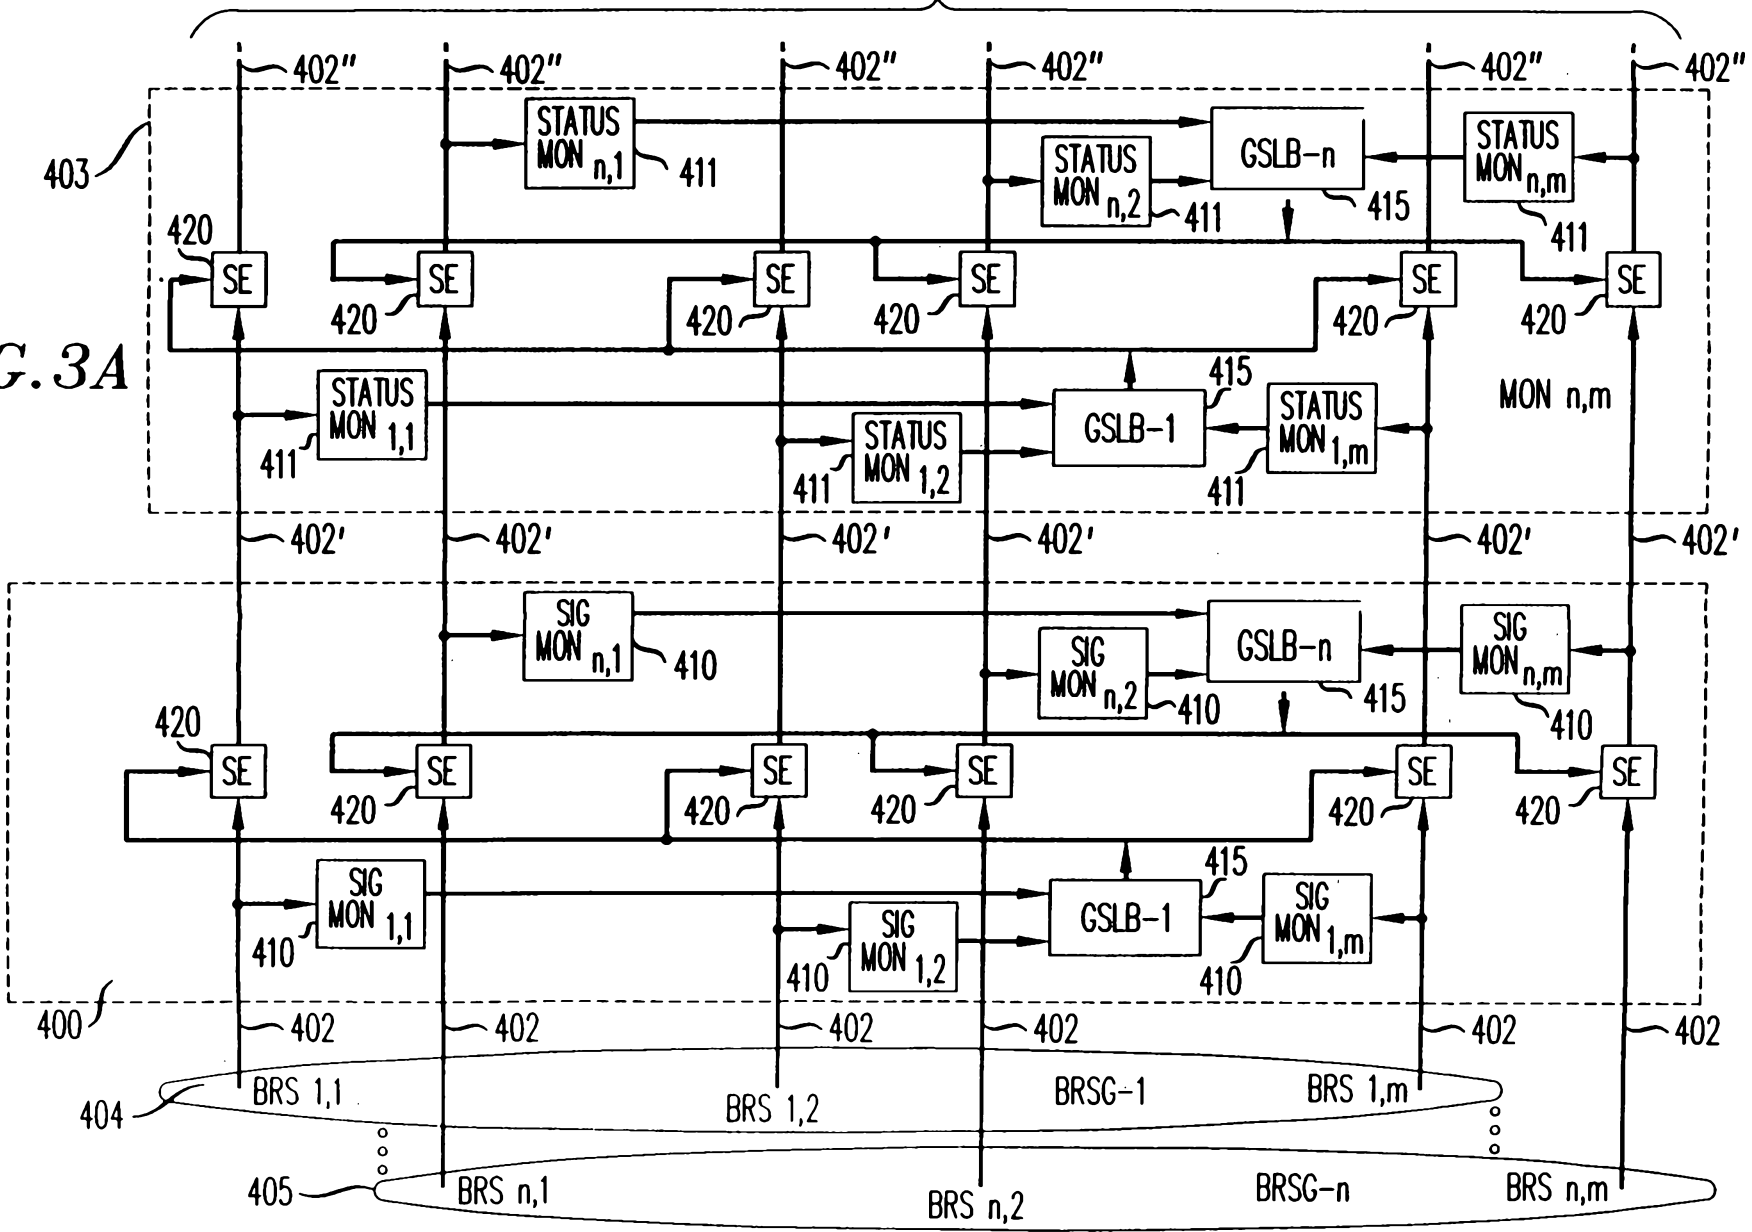 402" 402" 402" 402" 402" 402"
403
STATUS MON n,1
411
STATUS MON n,2
411
GSLB-n
415
STATUS MON n,m
411
420
SE SE SE SE SE SE
420 420 420 420 420
G.3A
STATUS MON 1,1
411
STATUS MON 1,2
411
GSLB-1
415
STATUS MON 1,m
411
MON n,m
402' 402' 402' 402' 402' 402'
SIG MON n,1
410
SIG MON n,2
410
GSLB-n
415
SIG MON n,m
410
420
SE SE SE SE SE SE
420 420 420 420 420
SIG MON 1,1
410
SIG MON 1,2
410
GSLB-1
415
SIG MON 1,m
410
400
402 402 402 402 402 402
404
BRS 1,1
BRS 1,2
BRSG-1
BRS 1,m
405
BRS n,1
BRS n,2
BRSG-n
BRS n,m